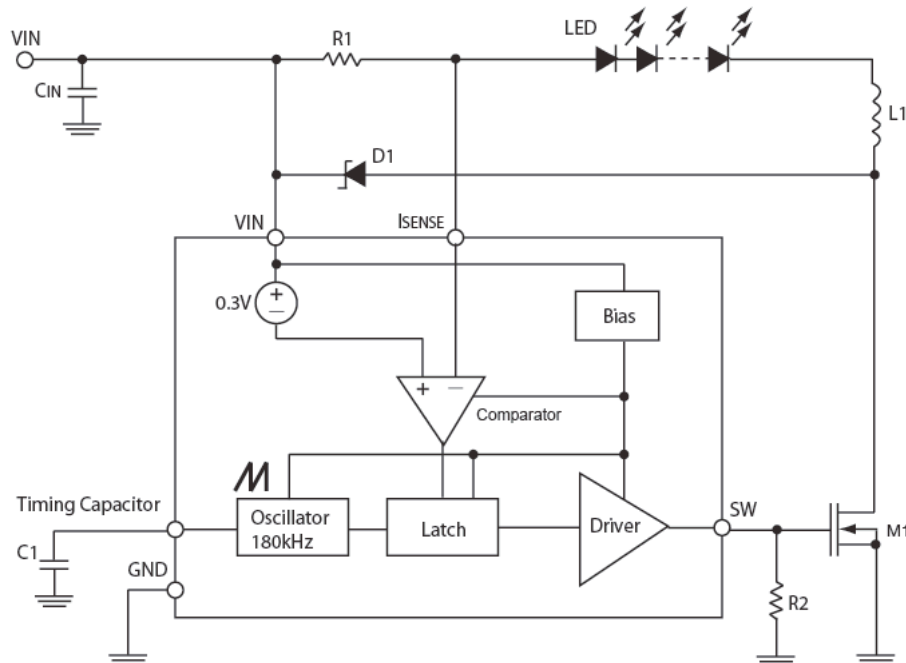 VIN
R1
LED
CIN
L1
D1
VIN
ISENSE
0.3V
+
−
Bias
+ −
Comparator
Timing Capacitor
Oscillator
180kHz
Latch
Driver
SW
M1
C1
GND
R2